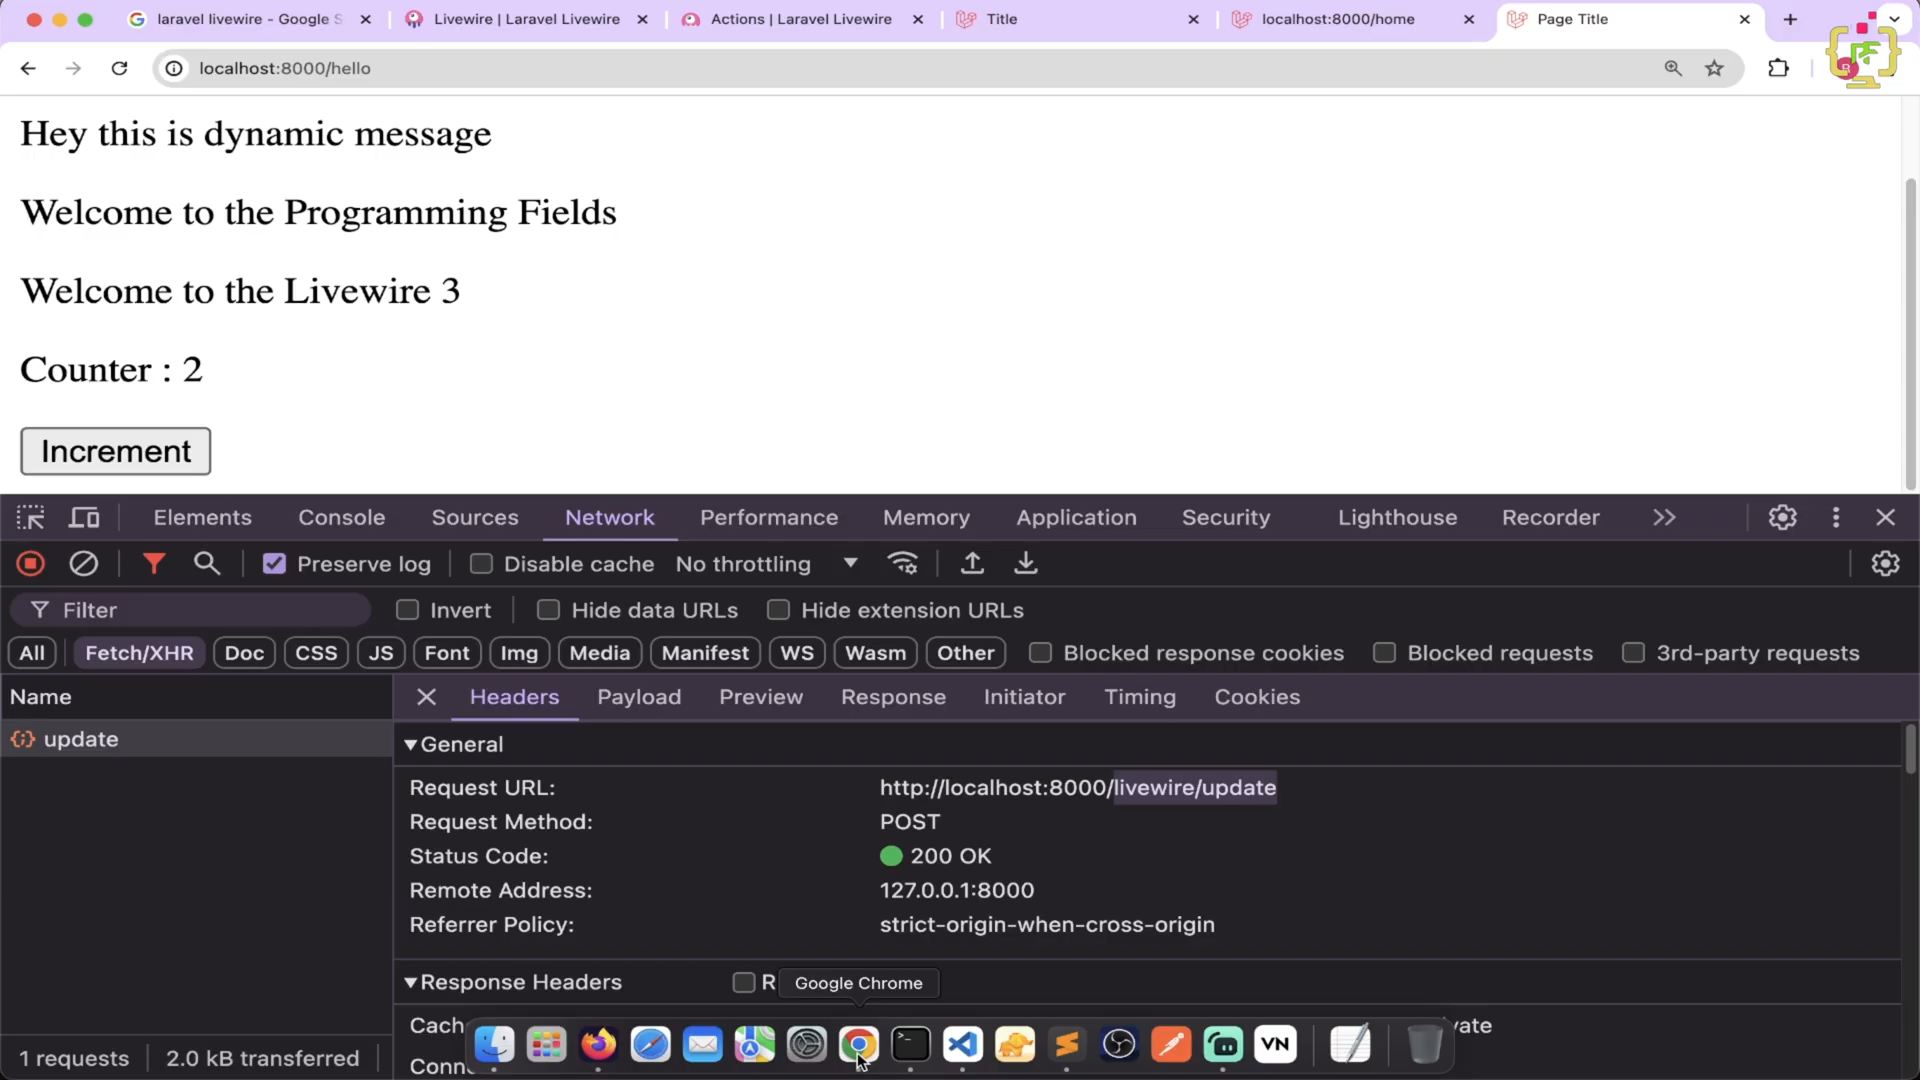 laravel livewire - Google S
Livewire | Laravel Livewire
Actions | Laravel Livewire
Title
localhost:8000/home
Page Title
localhost:8000/hello
Hey this is dynamic message
Welcome to the Programming Fields
Welcome to the Livewire 3
Counter : 2
Increment
Elements
Console
Sources
Network
Performance
Memory
Application
Security
Lighthouse
Recorder
Preserve log
Disable cache
No throttling
Filter
Invert
Hide data URLs
Hide extension URLs
All
Fetch/XHR
Doc
CSS
JS
Font
Img
Media
Manifest
WS
Wasm
Other
Blocked response cookies
Blocked requests
3rd-party requests
Name
Headers
Payload
Preview
Response
Initiator
Timing
Cookies
update
General
Request URL:
http://localhost:8000/livewire/update
Request Method:
POST
Status Code:
200 OK
Remote Address:
127.0.0.1:8000
Referrer Policy:
strict-origin-when-cross-origin
Response Headers
R
Google Chrome
Cach
vate
VN
1 requests
2.0 kB transferred
Conn